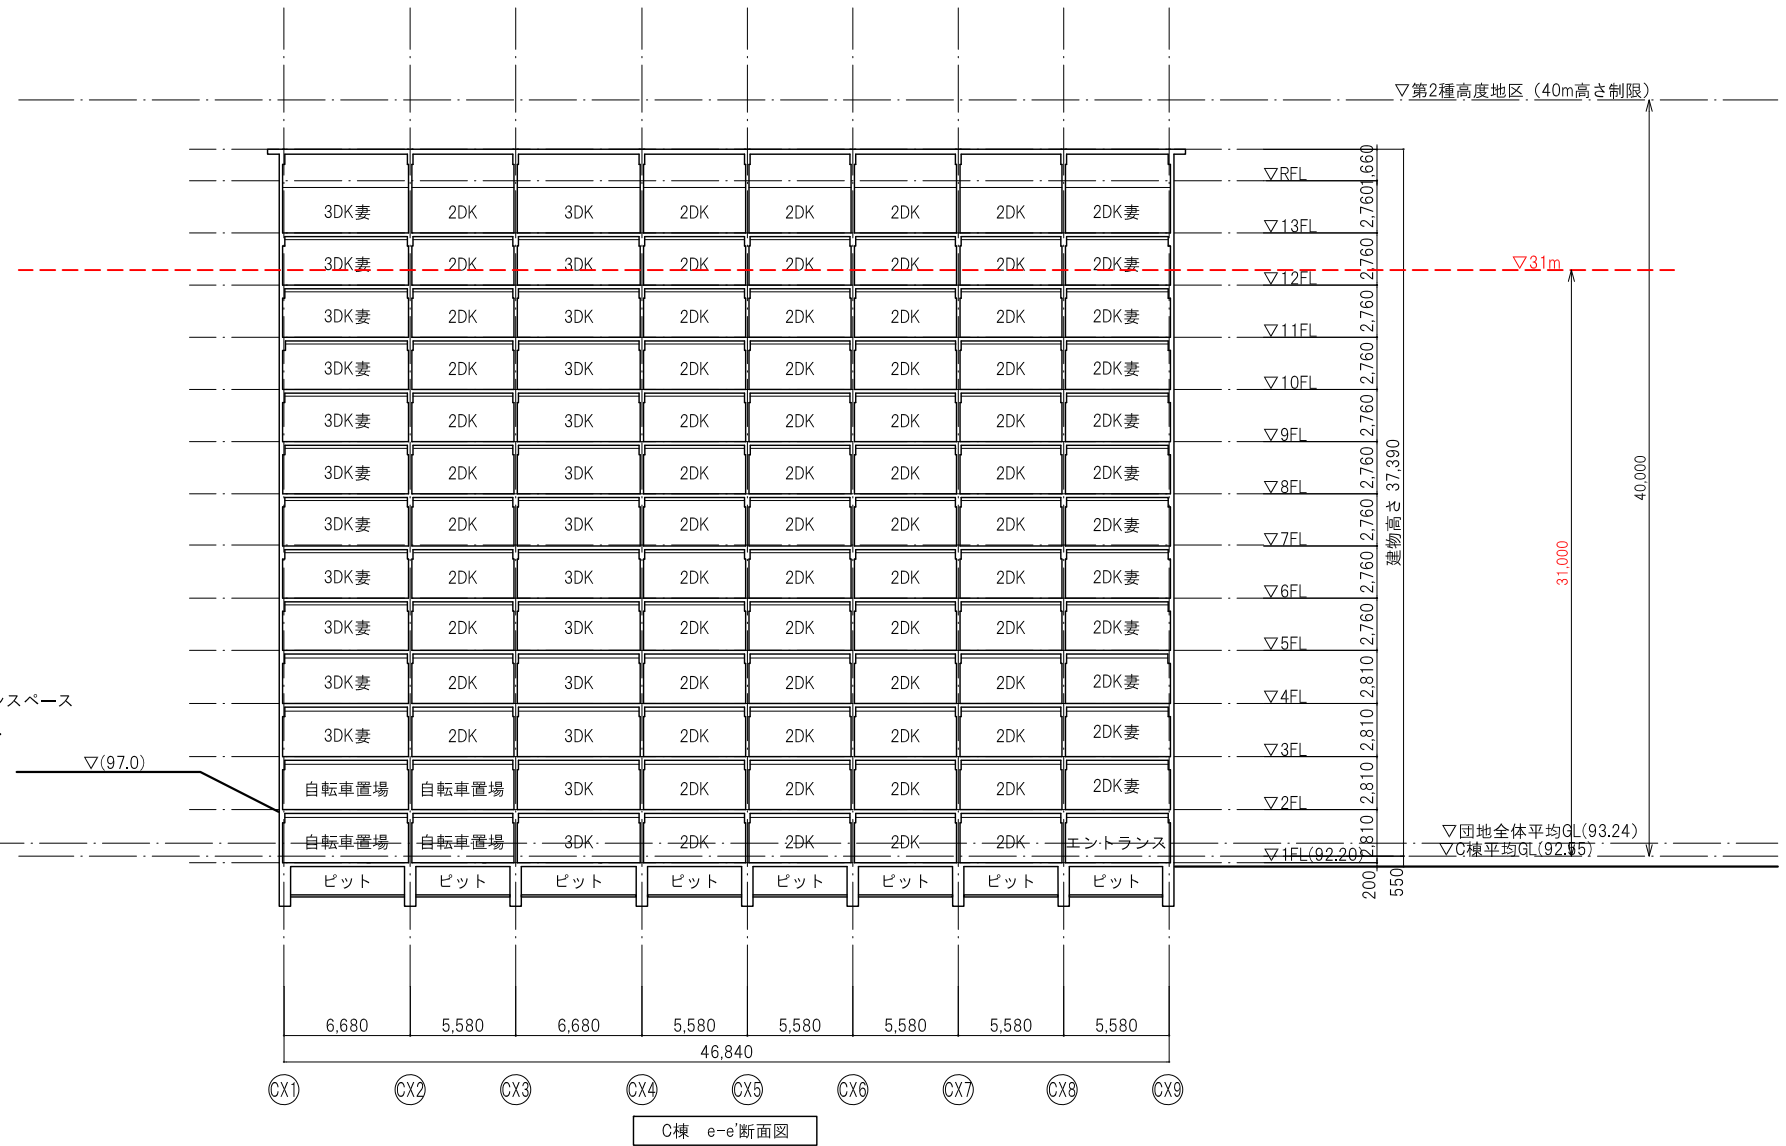 ▽第2種高度地区（40m高さ制限）
▽RFL
1,660
3DK妻 2DK 3DK 2DK 2DK 2DK 2DK 2DK妻
2,760
▽13FL
3DK妻 2DK 3DK 2DK 2DK 2DK 2DK 2DK妻
2,760
▽31m
▽12FL
3DK妻 2DK 3DK 2DK 2DK 2DK 2DK 2DK妻
2,760
▽11FL
3DK妻 2DK 3DK 2DK 2DK 2DK 2DK 2DK妻
2,760
▽10FL
3DK妻 2DK 3DK 2DK 2DK 2DK 2DK 2DK妻
2,760
▽9FL
3DK妻 2DK 3DK 2DK 2DK 2DK 2DK 2DK妻
2,760
▽8FL
3DK妻 2DK 3DK 2DK 2DK 2DK 2DK 2DK妻
2,760
▽7FL
3DK妻 2DK 3DK 2DK 2DK 2DK 2DK 2DK妻
2,760
▽6FL
3DK妻 2DK 3DK 2DK 2DK 2DK 2DK 2DK妻
2,760
▽5FL
3DK妻 2DK 3DK 2DK 2DK 2DK 2DK 2DK妻
2,810
▽4FL
3DK妻 2DK 3DK 2DK 2DK 2DK 2DK 2DK妻
2,810
▽3FL
自転車置場 自転車置場 3DK 2DK 2DK 2DK 2DK 2DK妻
2,810
▽2FL
自転車置場 自転車置場 3DK 2DK 2DK 2DK 2DK エントランス
2,810
▽1FL(92.20)
建物高さ 37,390
40,000
31,000
スペース
▽(97.0)
▽団地全体平均GL(93.24)
▽C棟平均GL(92.55)
ピット ピット ピット ピット ピット ピット ピット ピット
200
550
6,680 5,580 6,680 5,580 5,580 5,580 5,580 5,580
46,840
CX1 CX2 CX3 CX4 CX5 CX6 CX7 CX8 CX9
C棟 e-e'断面図